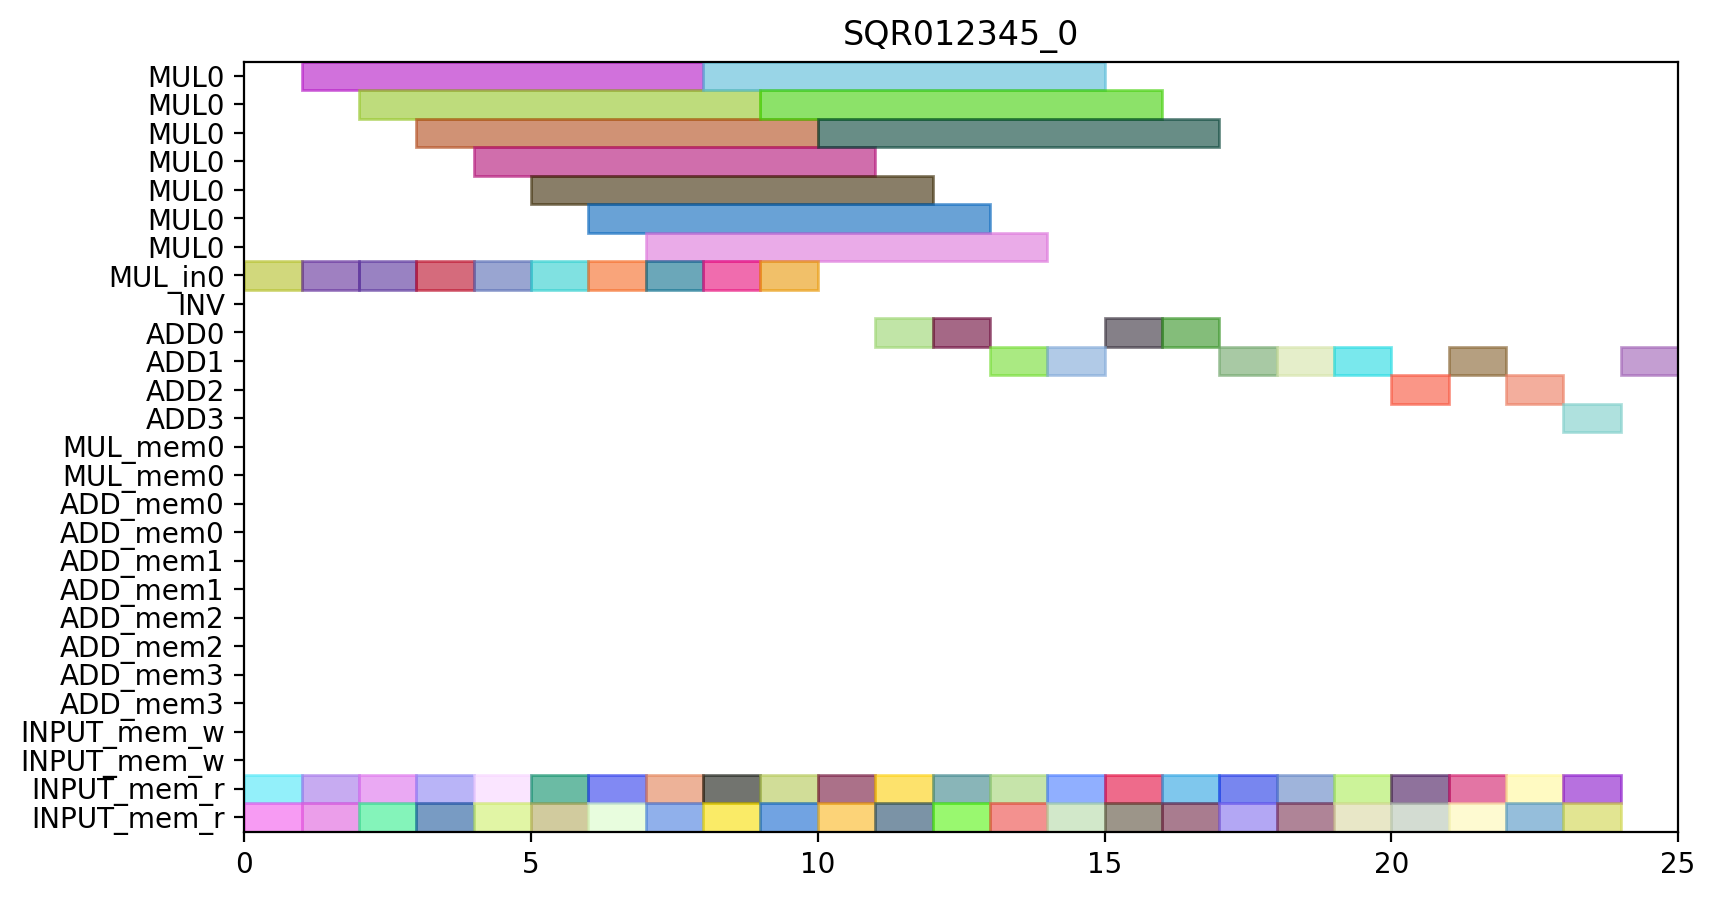 SQR012345_0
MUL0
MUL0
MUL0
MUL0
MUL0
MUL0
MUL0
MUL_in0
INV
ADD0
ADD1
ADD2
ADD3
MUL_mem0
MUL_mem0
ADD_mem0
ADD_mem0
ADD_mem1
ADD_mem1
ADD_mem2
ADD_mem2
ADD_mem3
ADD_mem3
INPUT_mem_w
INPUT_mem_w
INPUT_mem_r
INPUT_mem_r
0 5 10 15 20 25